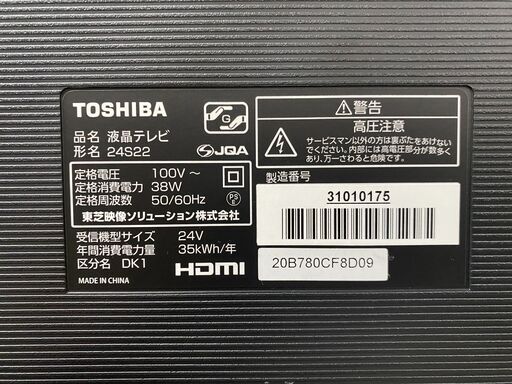 TOSHIBA
品名 液晶テレビ
形名 24S22
JQA
定格電圧 100V～
定格消費電力 38W
定格周波数 50/60Hz
PS
E
東芝映像ソリューション株式会社
受信機型サイズ 24V
年間消費電力量 35kWh/年
区分名 DK1
MADE IN CHINA
HDMI
警告
高圧注意
サービスマン以外の方は裏ぶたをあけない
でください。内部には高電圧部分が数多く
あり、万一さわると危険です。
製造番号
31010175
20B780CF8D09